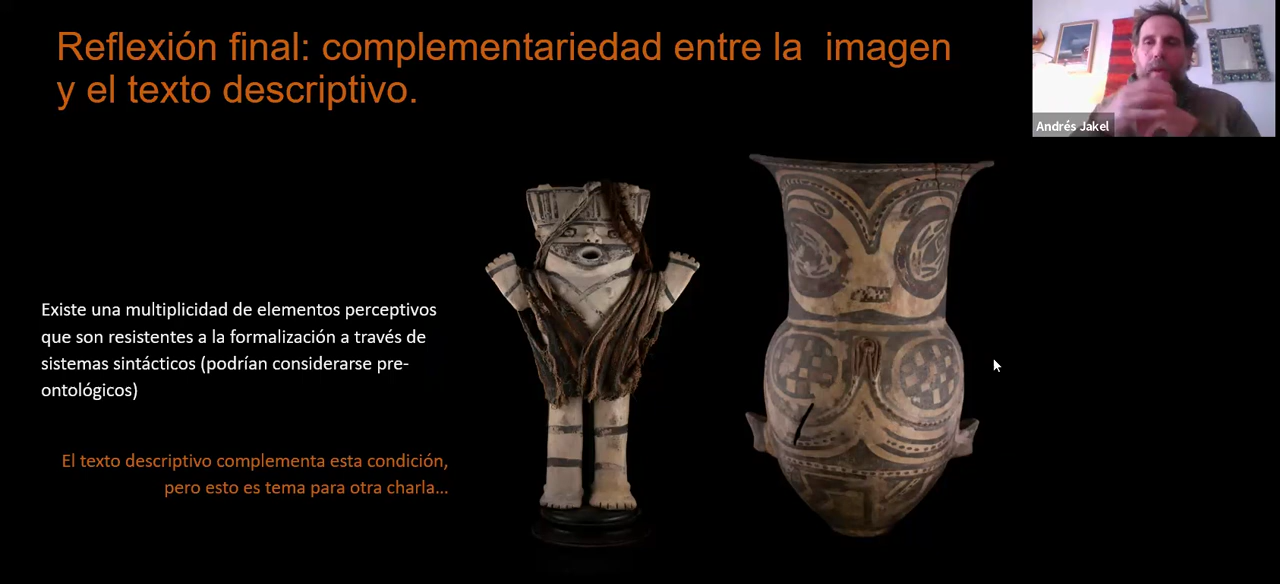 Reflexión final: complementariedad entre la imagen
y el texto descriptivo.
Andrés Jakel
Existe una multiplicidad de elementos perceptivos
que son resistentes a la formalización a través de
sistemas sintácticos (podrían considerarse pre-
ontológicos)
El texto descriptivo complementa esta condición,
pero esto es tema para otra charla...